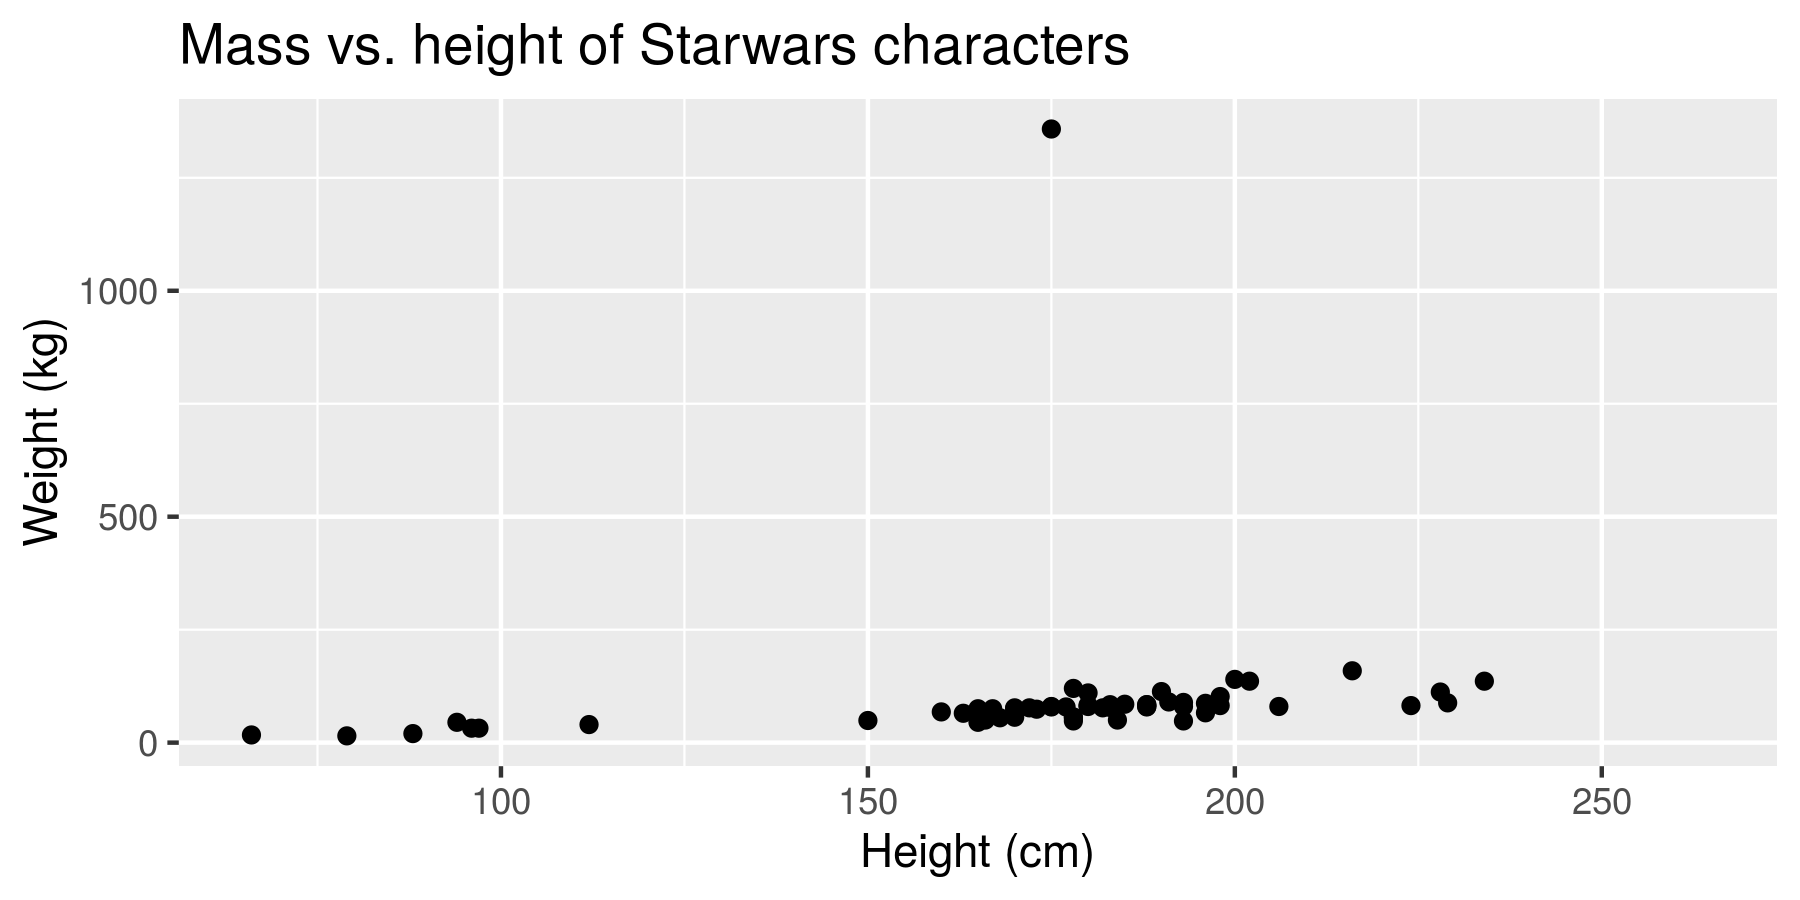 Mass vs. height of Starwars characters
Weight (kg)
1000
500
0
100 150 200 250
Height (cm)